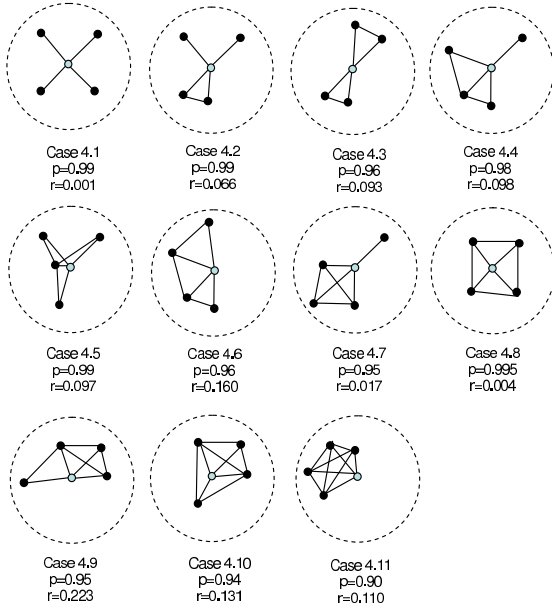 Case 4.1
p=0.99
r=0.001
Case 4.2
p=0.99
r=0.066
Case 4.3
p=0.96
r=0.093
Case 4.4
p=0.98
r=0.098
Case 4.5
p=0.99
r=0.097
Case 4.6
p=0.96
r=0.160
Case 4.7
p=0.95
r=0.017
Case 4.8
p=0.995
r=0.004
Case 4.9
p=0.95
r=0.223
Case 4.10
p=0.94
r=0.131
Case 4.11
p=0.90
r=0.110